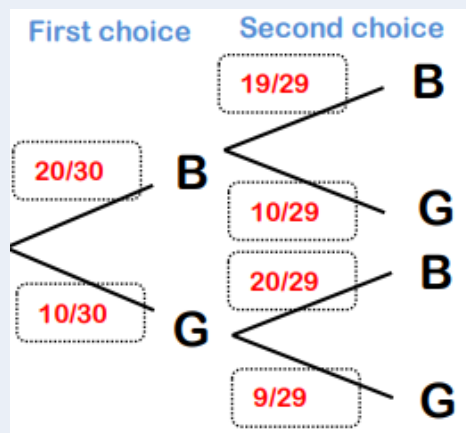 First choice Second choice
19/29 B
20/30 B
10/29 G
20/29 B
10/30 G
9/29 G